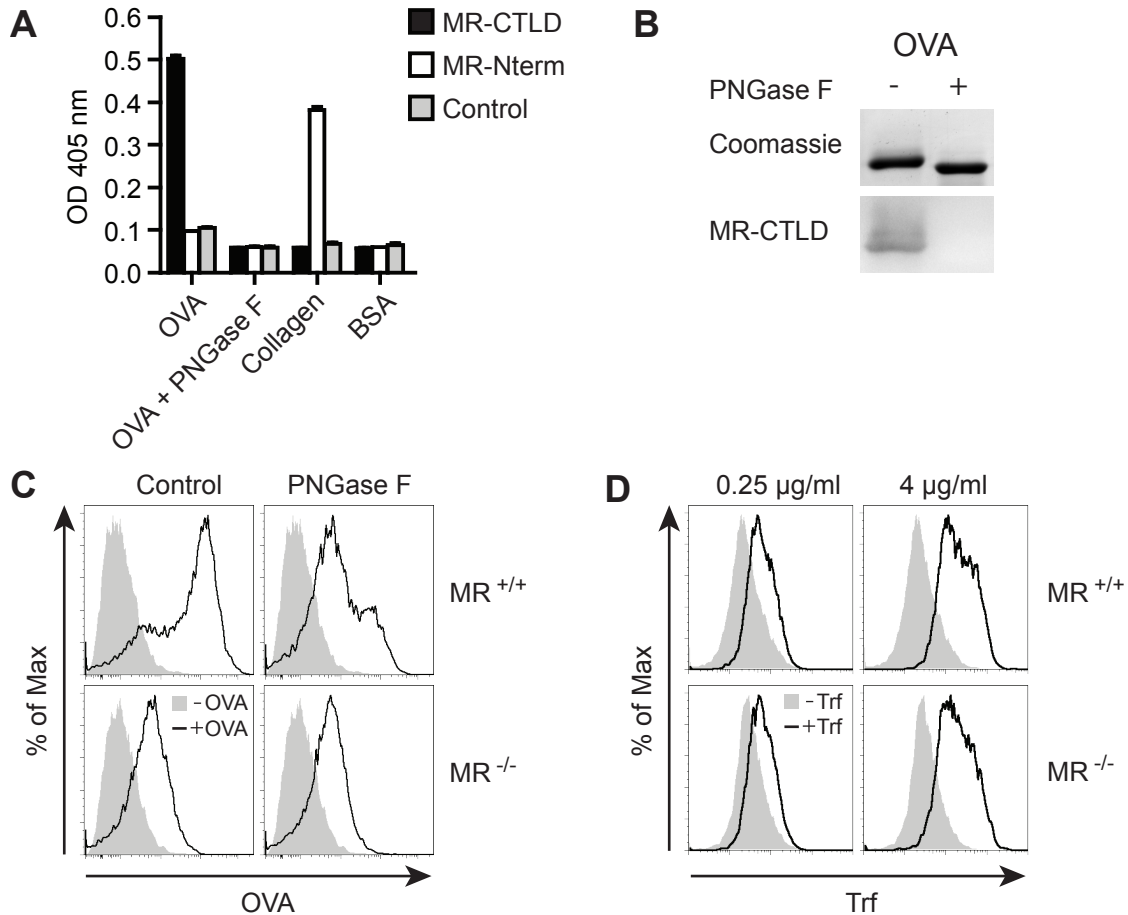 A
0.6
0.5
0.4
0.3
0.2
0.1
0.0
OD 405 nm
OVA
OVA + PNGase F
Collagen
BSA
MR-CTLD
MR-Nterm
Control
B
OVA
PNGase F - +
Coomassie
MR-CTLD
C
Control PNGase F
MR +/+
- OVA
+OVA
MR -/-
% of Max
OVA
D
0.25 µg/ml 4 µg/ml
MR +/+
- Trf
+Trf
MR -/-
% of Max
Trf